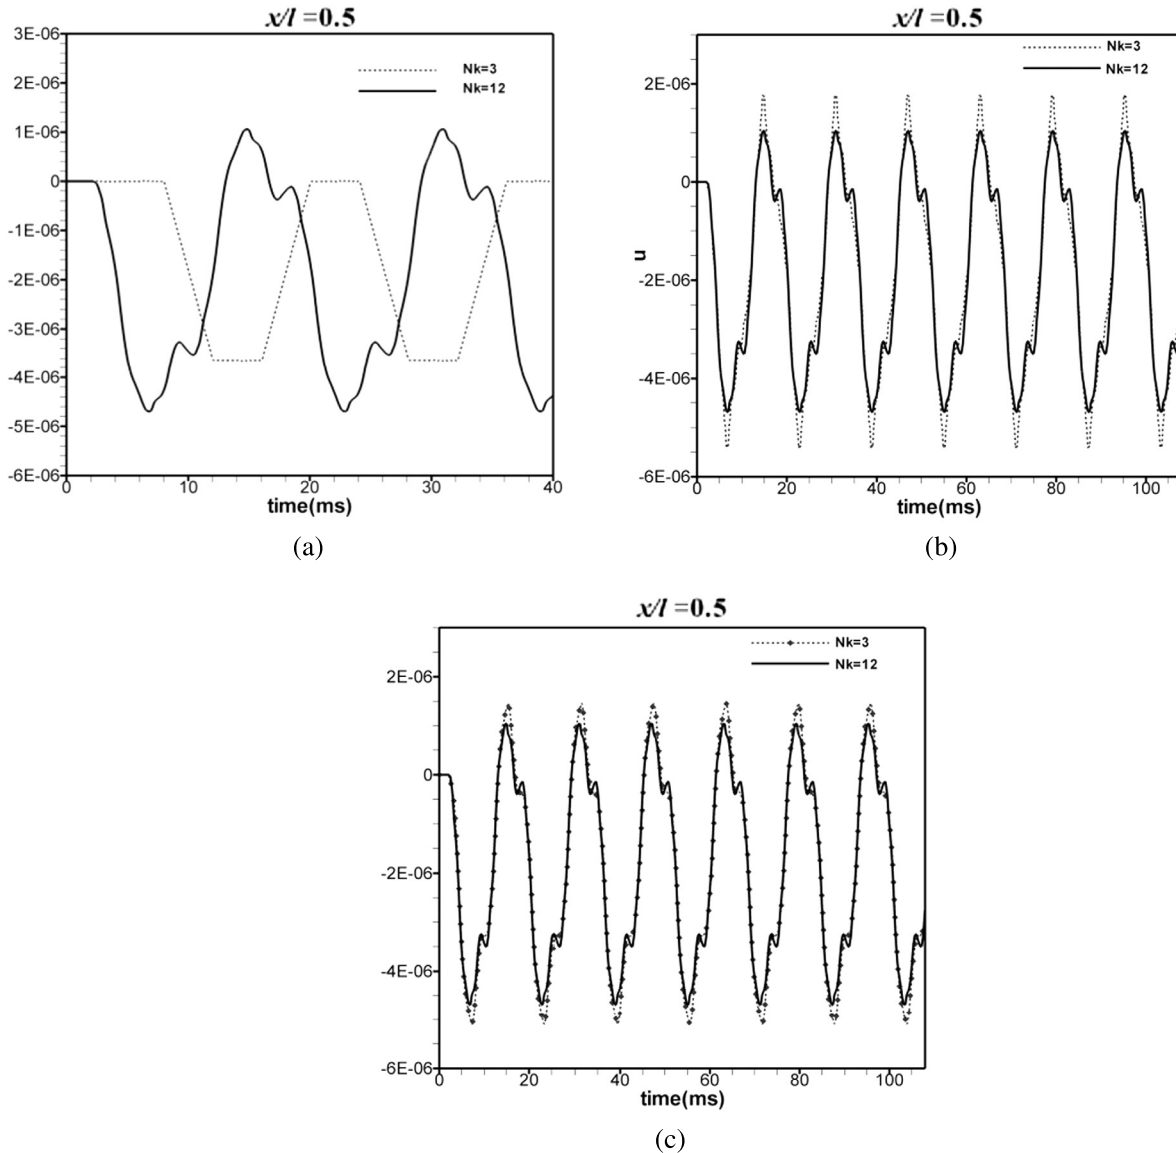 x/l =0.5
3E-06
2E-06
1E-06
0
-1E-06
-2E-06
-3E-06
-4E-06
-5E-06
-6E-06
Nk=3
Nk=12
0 10 20 30 40
time(ms)
(a)
x/l =0.5
Nk=3
Nk=12
2E-06
0
-2E-06
-4E-06
-6E-06
u
0 20 40 60 80 100
time(ms)
(b)
x/l =0.5
Nk=3
Nk=12
2E-06
0
-2E-06
-4E-06
-6E-06
0 20 40 60 80 100
time(ms)
(c)